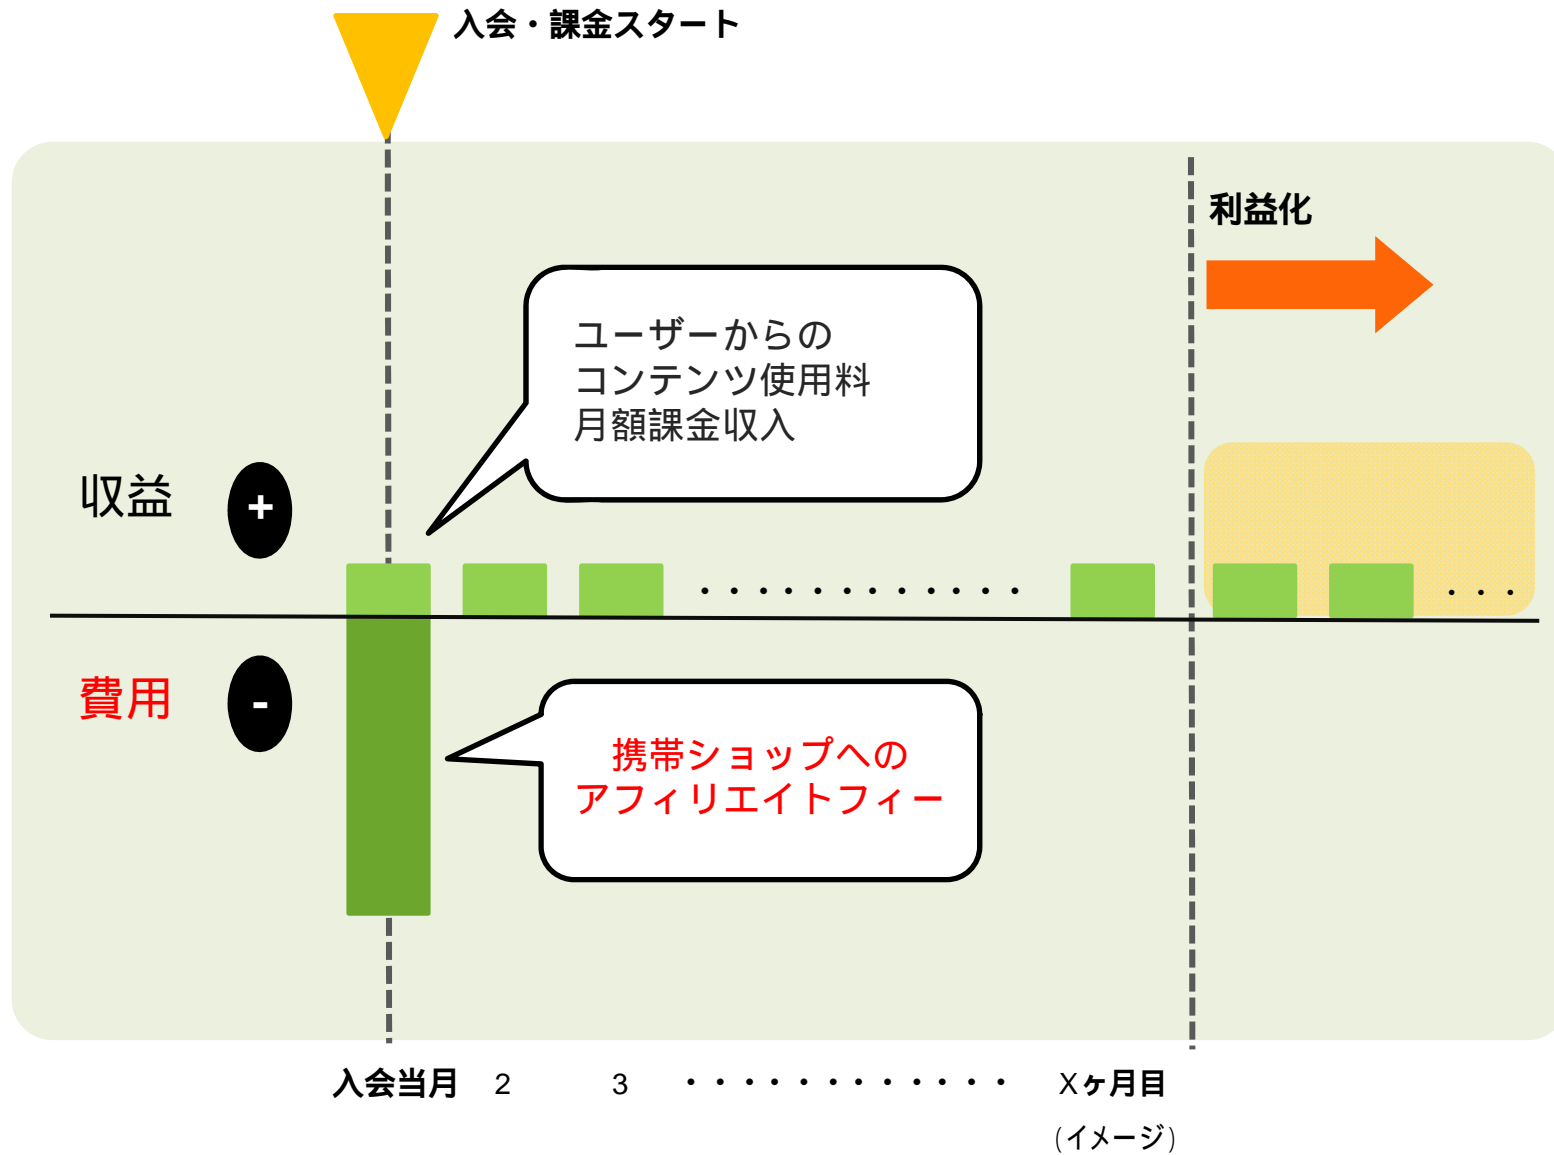 入会・課金スタート
利益化
ユーザーからの
コンテンツ使用料
月額課金収入
収益
+
・・・・・・・・・・・・
・・・
費用
-
携帯ショップへの
アフィリエイトフィー
入会当月 2 3 ・・・・・・・・・・・・ Xヶ月目
(イメージ)